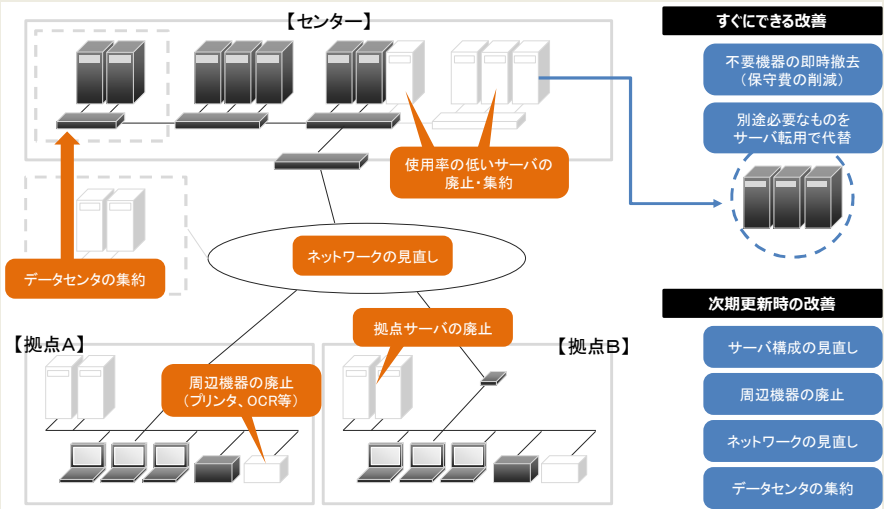 【センター】
使用率の低いサーバの
廃止・集約
データセンタの集約
ネットワークの見直し
【拠点A】
周辺機器の廃止
(プリンタ、OCR等)
拠点サーバの廃止
【拠点B】
すぐにできる改善
不要機器の即時撤去
(保守費の削減)
別途必要なものを
サーバ転用で代替
次期更新時の改善
サーバ構成の見直し
周辺機器の廃止
ネットワークの見直し
データセンタの集約